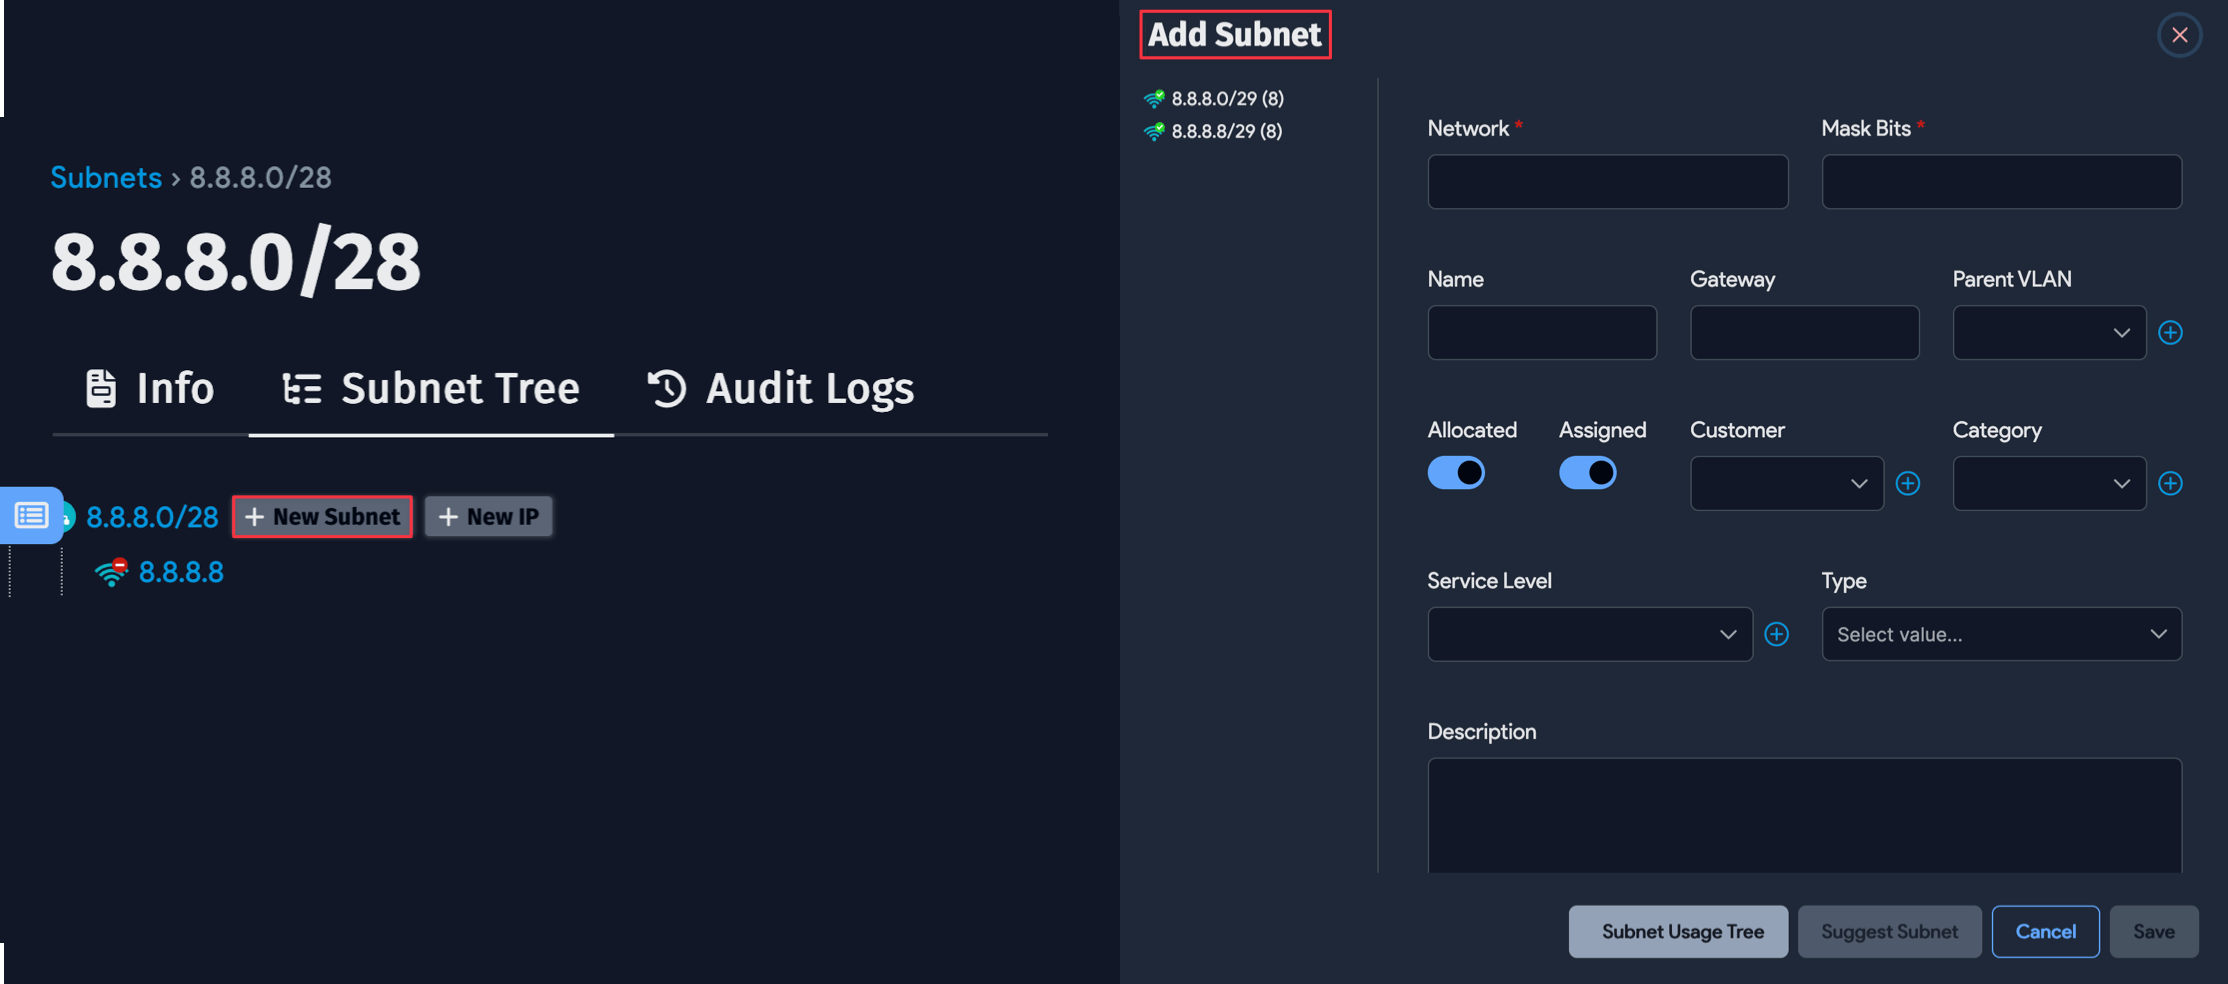 Subnets › 8.8.8.0/28
8.8.8.0/28
Info
Subnet Tree
Audit Logs
8.8.8.0/28
+ New Subnet
+ New IP
8.8.8.8
Add Subnet
8.8.8.0/29 (8)
8.8.8.8/29 (8)
Network *
Mask Bits *
Name
Gateway
Parent VLAN
Allocated
Assigned
Customer
Category
Service Level
Type
Select value...
Description
Subnet Usage Tree
Suggest Subnet
Cancel
Save